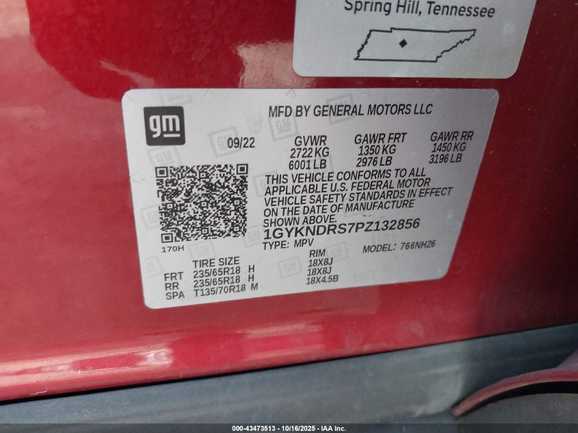 Spring Hill, Tennessee
gm
MFD BY GENERAL MOTORS LLC
09/22
GVWR GAWR FRT GAWR RR
2722 KG 1350 KG 1450 KG
6001 LB 2976 LB 3196 LB
THIS VEHICLE CONFORMS TO ALL
APPLICABLE U.S. FEDERAL MOTOR
VEHICLE SAFETY STANDARDS IN EFFECT
ON THE DATE OF MANUFACTURE
SHOWN ABOVE.
1GYKNDRS7PZ132856
TYPE: MPV MODEL: 766NH26
170H
TIRE SIZE RIM
FRT 235/65R18 H 18X8J
RR 235/65R18 H 18X8J
SPA T135/70R18 M 18X4.5B
000-43473513 - 10/16/2025 - IAA, Inc.